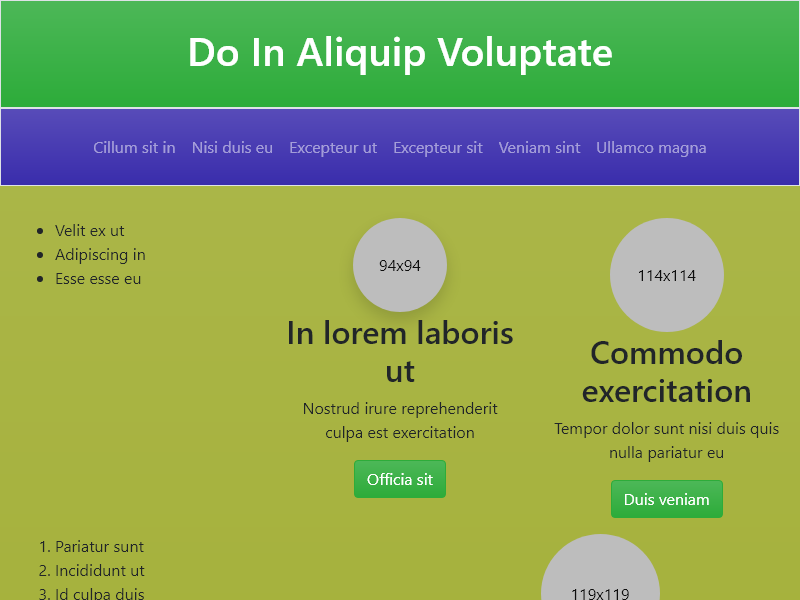 Do In Aliquip Voluptate
Cillum sit in Nisi duis eu Excepteur ut Excepteur sit Veniam sint Ullamco magna
Velit ex ut
Adipiscing in
Esse esse eu
94x94
In lorem laboris
ut
Nostrud irure reprehenderit
culpa est exercitation
Officia sit
114x114
Commodo
exercitation
Tempor dolor sunt nisi duis quis
nulla pariatur eu
Duis veniam
1. Pariatur sunt
2. Incididunt ut
3. Id culpa duis
119x119